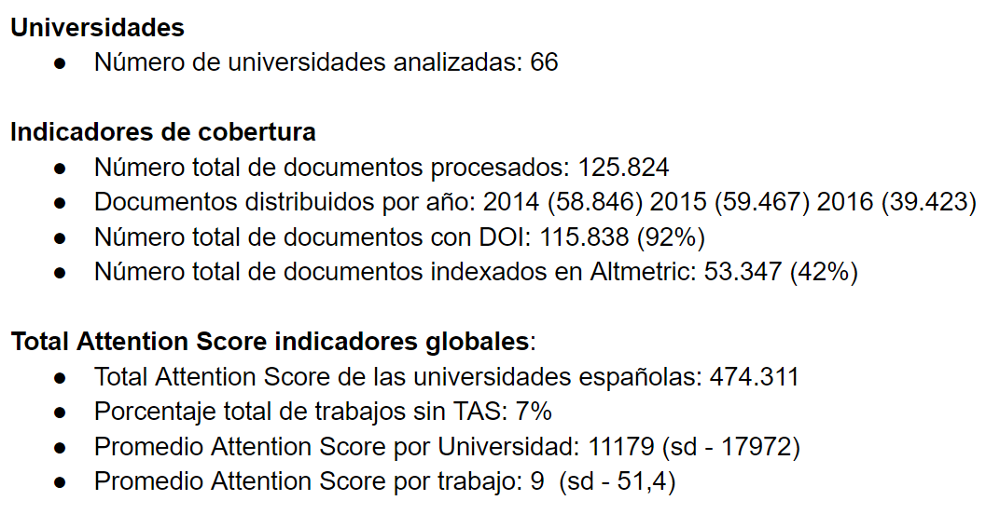 Universidades
● Número de universidades analizadas: 66
Indicadores de cobertura
● Número total de documentos procesados: 125.824
● Documentos distribuidos por año: 2014 (58.846) 2015 (59.467) 2016 (39.423)
● Número total de documentos con DOI: 115.838 (92%)
● Número total de documentos indexados en Altmetric: 53.347 (42%)
Total Attention Score indicadores globales:
● Total Attention Score de las universidades españolas: 474.311
● Porcentaje total de trabajos sin TAS: 7%
● Promedio Attention Score por Universidad: 11179 (sd - 17972)
● Promedio Attention Score por trabajo: 9 (sd - 51,4)